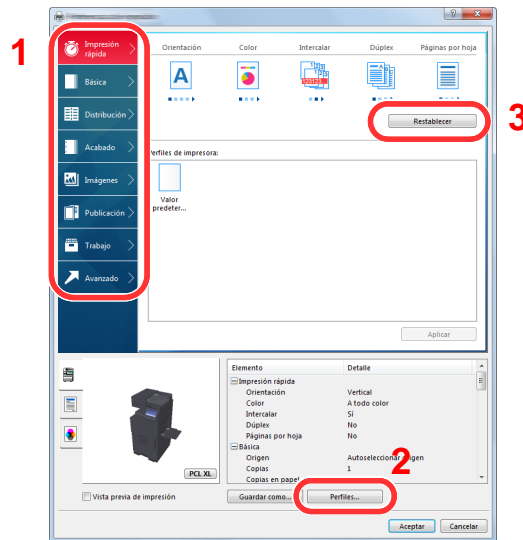 1
Impresión
rápida
Básica
Distribución
Acabado
Imágenes
Publicación
Trabajo
Avanzado
Orientación Color Intercalar Dúplex Páginas por hoja
A
123123
Restablecer
3
erfiles de impresora:
Valor
predeter...
Aplicar
PCL XL
Vista previa de impresión
Elemento Detalle
Impresión rápida
Orientación Vertical
Color A todo color
Intercalar Sí
Dúplex No
Páginas por hoja No
Básica
Origen Autoseleccionar origen
Copias 1
Copias en papel
2
Guardar como... Perfiles...
Aceptar Cancelar